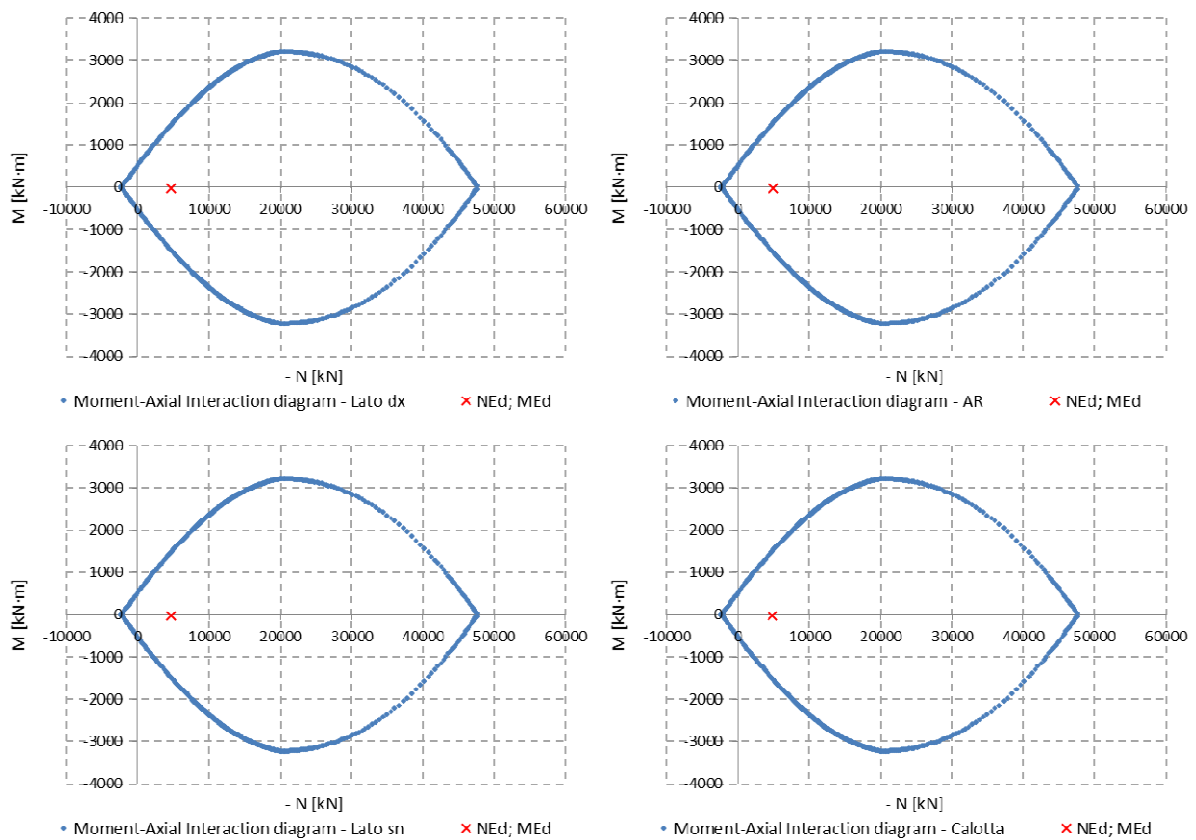 4000 4000
3000 3000
2000 2000
1000 1000
M [kN·m] 0 M [kN·m] 0
-10000 0 10000 20000 30000 40000 50000 60000 -10000 0 10000 20000 30000 40000 50000 60000
-1000 -1000
-2000 -2000
-3000 -3000
-4000 -4000
- N [kN] - N [kN]
Moment-Axial Interaction diagram - Lato dx NEd; MEd Moment-Axial Interaction diagram - AR NEd; MEd
4000 4000
3000 3000
2000 2000
1000 1000
M [kN·m] 0 M [kN·m] 0
-10000 0 10000 20000 30000 40000 50000 60000 -10000 0 10000 20000 30000 40000 50000 60000
-1000 -1000
-2000 -2000
-3000 -3000
-4000 -4000
- N [kN] - N [kN]
Moment-Axial Interaction diagram - Lato sn NEd; MEd Moment-Axial Interaction diagram - Calotta NEd; MEd